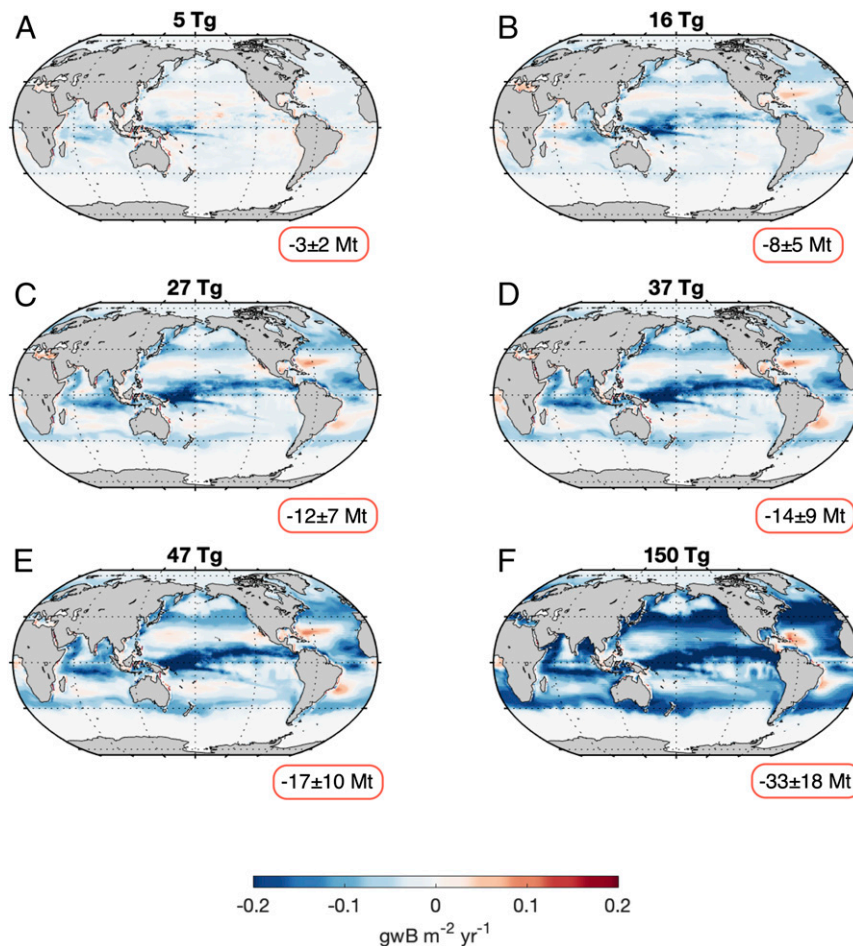 A
5 Tg
-3±2 Mt
B
16 Tg
-8±5 Mt
C
27 Tg
-12±7 Mt
D
37 Tg
-14±9 Mt
E
47 Tg
-17±10 Mt
F
150 Tg
-33±18 Mt
-0.2 -0.1 0 0.1 0.2
gwB m⁻² yr⁻¹